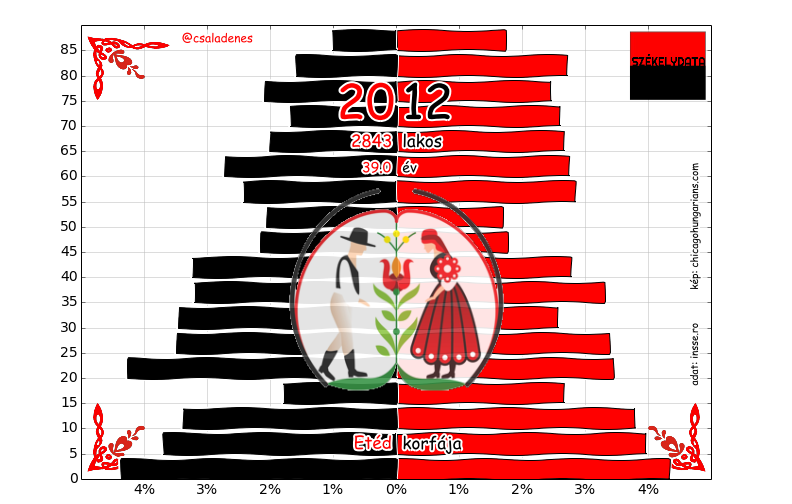 @csaladenes
SZÉKELYDATA
2012
2843 lakos
39.0 év
Etéd korfája
kép: chicagohungarians.com
adat: insse.ro
85
80
75
70
65
60
55
50
45
40
35
30
25
20
15
10
5
0
4% 3% 2% 1% 0% 1% 2% 3% 4%